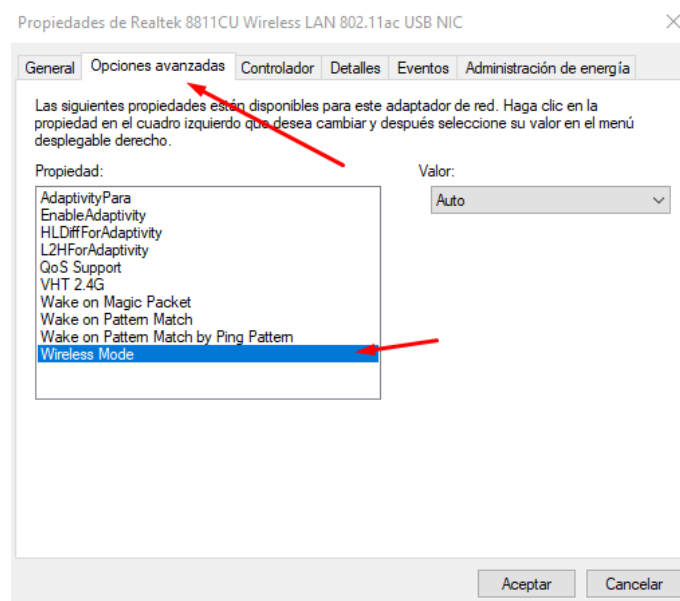 Propiedades de Realtek 8811CU Wireless LAN 802.11ac USB NIC
General Opciones avanzadas Controlador Detalles Eventos Administración de energía
Las siguientes propiedades están disponibles para este adaptador de red. Haga clic en la
propiedad en el cuadro izquierdo que desea cambiar y después seleccione su valor en el menú
desplegable derecho.
Propiedad: Valor:
AdaptivityPara Auto
EnableAdaptivity
HLDiffForAdaptivity
L2HForAdaptivity
QoS Support
VHT 2.4G
Wake on Magic Packet
Wake on Pattern Match
Wake on Pattern Match by Ping Pattern
Wireless Mode
Aceptar Cancelar